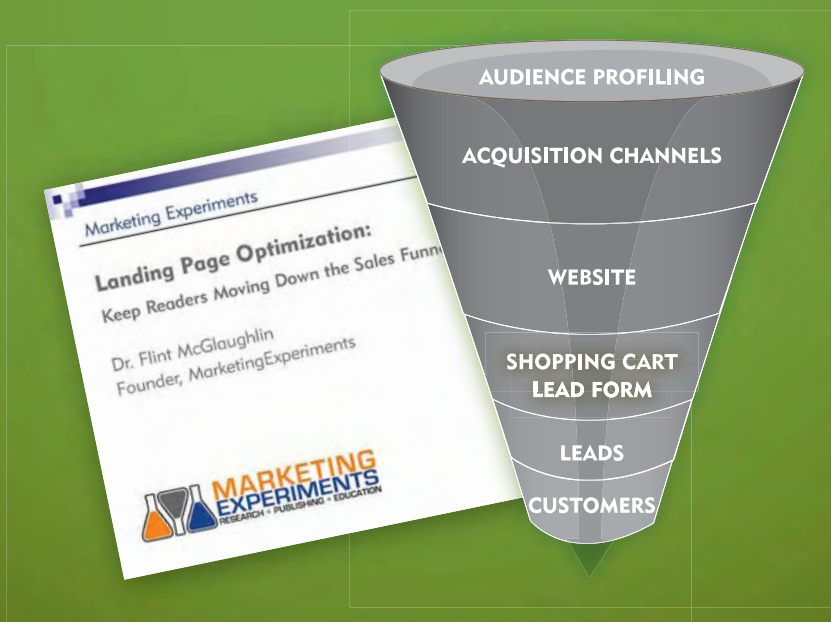 Marketing Experiments
Landing Page Optimization:
Keep Readers Moving Down the Sales Funn
Dr. Flint McGlaughlin
Founder, MarketingExperiments
MARKETING
EXPERIMENTS
RESEARCH + PUBLISHING + EDUCATION
AUDIENCE PROFILING
ACQUISITION CHANNELS
WEBSITE
SHOPPING CART
LEAD FORM
LEADS
CUSTOMERS